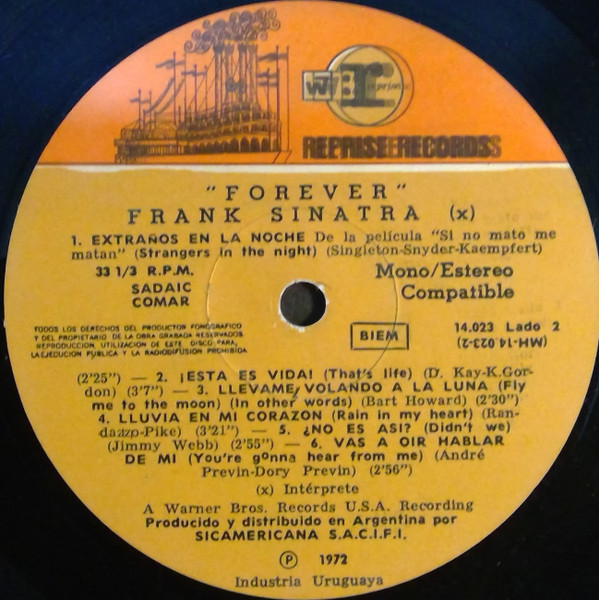 W7
r
REPRISE RECORDS
"FOREVER"
FRANK SINATRA (x)
1. EXTRAÑOS EN LA NOCHE De la película "Si no mato me
matan" (Strangers in the night) (Singleton-Snyder-Kaempfert)
33 1/3 R.P.M.
SADAIC
COMAR
Mono/Estereo
Compatible
TODOS LOS DERECHOS DEL PRODUCTOR FONOGRAFICO
Y DEL PROPIETARIO DE LA OBRA GRABADA RESERVADOS
REPRODUCCION, UTILIZACION DE ESTE DISCO PARA,
LA EJECUCION PUBLICA Y LA RADIODIFUSION PROHIBIDA
BIEM
14.023 Lado 2
(MH-14.023-2)
(2'25") — 2. ¡ESTA ES VIDA! (That's life) (D. Kay-K.Gor-
don) (3'7") — 3. LLEVAME VOLANDO A LA LUNA (Fly
me to the moon) (In other words) (Bart Howard) (2'30")
4. LLUVIA EN MI CORAZON (Rain in my heart) (Ran-
dazzp-Pike) (3'21") — 5. ¿NO ES ASI? (Didn't we)
(Jimmy Webb) (2'55") — 6. VAS A OIR HABLAR
DE MI (You're gonna hear from me) (André
Previn-Dory Previn) (2'56")
(x) Intérprete
A Warner Bros. Records U.S.A. Recording
Producido y distribuido en Argentina por
SICAMERICANA S.A.C.I.F.I.
Ⓟ 1972
Industria Uruguaya